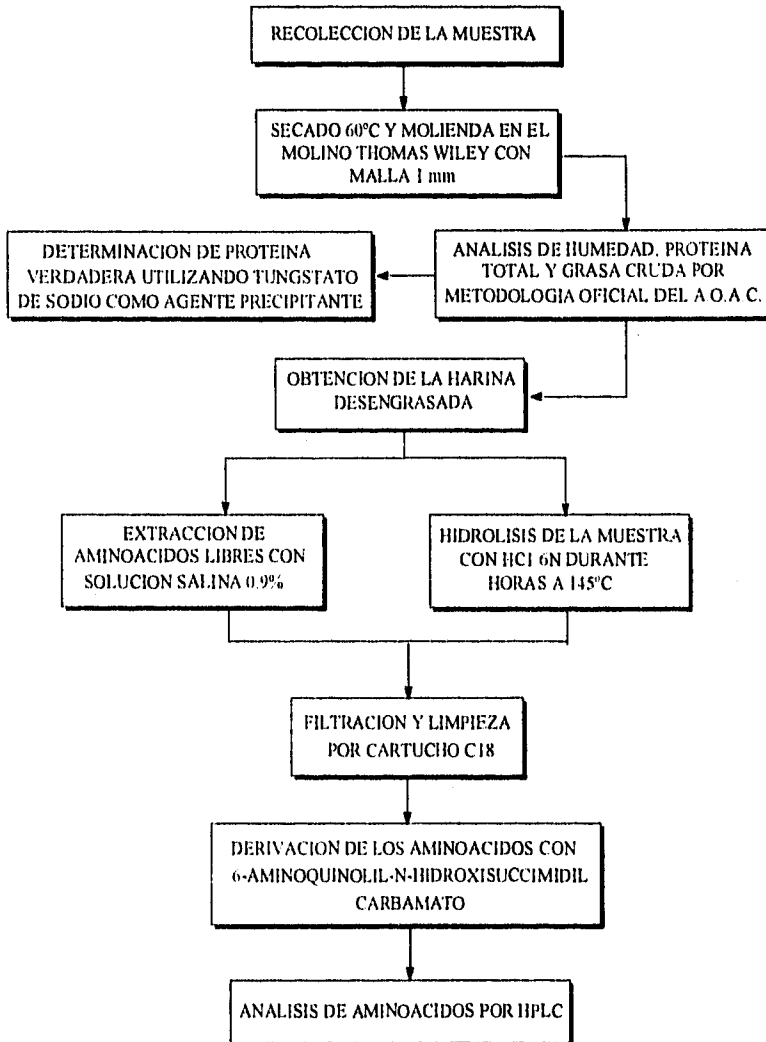 RECOLECCION DE LA MUESTRA
SECADO 60ºC Y MOLIENDA EN EL
MOLINO THOMAS WILEY CON
MALLA 1 mm
DETERMINACION DE PROTEINA
VERDADERA UTILIZANDO TUNGSTATO
DE SODIO COMO AGENTE PRECIPITANTE
ANALISIS DE HUMEDAD, PROTEINA
TOTAL Y GRASA CRUDA POR
METODOLOGIA OFICIAL DEL A O.A C.
OBTENCION DE LA HARINA
DESENGRASADA
EXTRACCION DE
AMINOACIDOS LIBRES CON
SOLUCION SALINA 0.9%
HIDROLISIS DE LA MUESTRA
CON HCl 6N DURANTE
HORAS A 145ºC
FILTRACION Y LIMPIEZA
POR CARTUCHO C18
DERIVACION DE LOS AMINOACIDOS CON
6-AMINOQUINOLIL-N-HIDROXISUCCIMIDIL
CARBAMATO
ANALISIS DE AMINOACIDOS POR HPLC